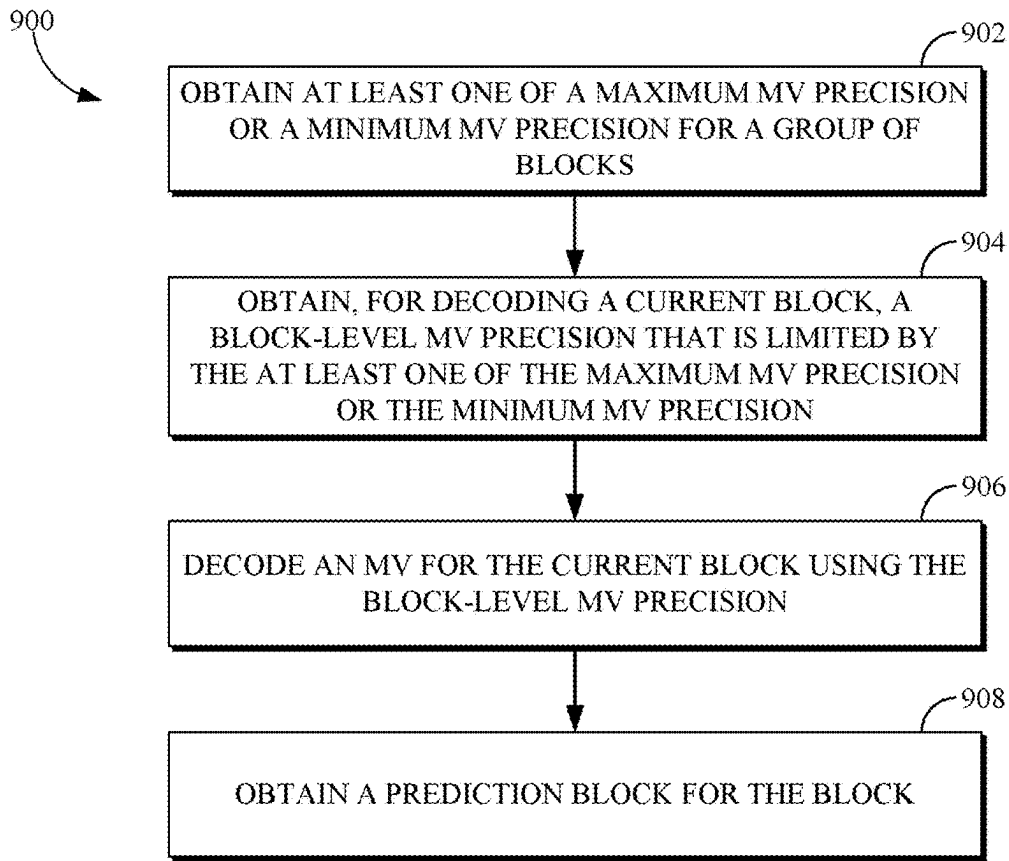 900
902
OBTAIN AT LEAST ONE OF A MAXIMUM MV PRECISION
OR A MINIMUM MV PRECISION FOR A GROUP OF
BLOCKS
904
OBTAIN, FOR DECODING A CURRENT BLOCK, A
BLOCK-LEVEL MV PRECISION THAT IS LIMITED BY
THE AT LEAST ONE OF THE MAXIMUM MV PRECISION
OR THE MINIMUM MV PRECISION
906
DECODE AN MV FOR THE CURRENT BLOCK USING THE
BLOCK-LEVEL MV PRECISION
908
OBTAIN A PREDICTION BLOCK FOR THE BLOCK